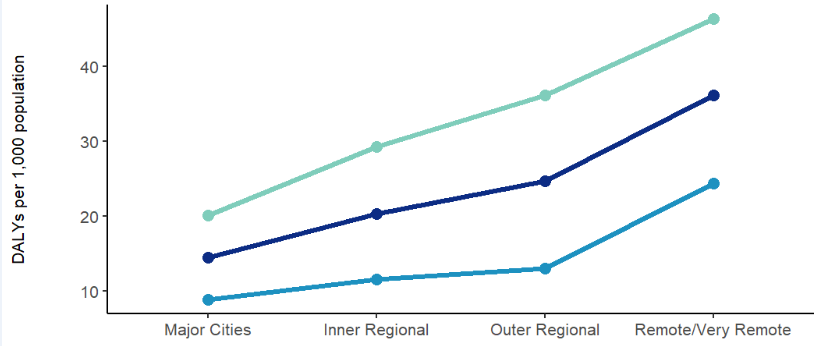 DALYs per 1,000 population
40
30
20
10
Major Cities
Inner Regional
Outer Regional
Remote/Very Remote